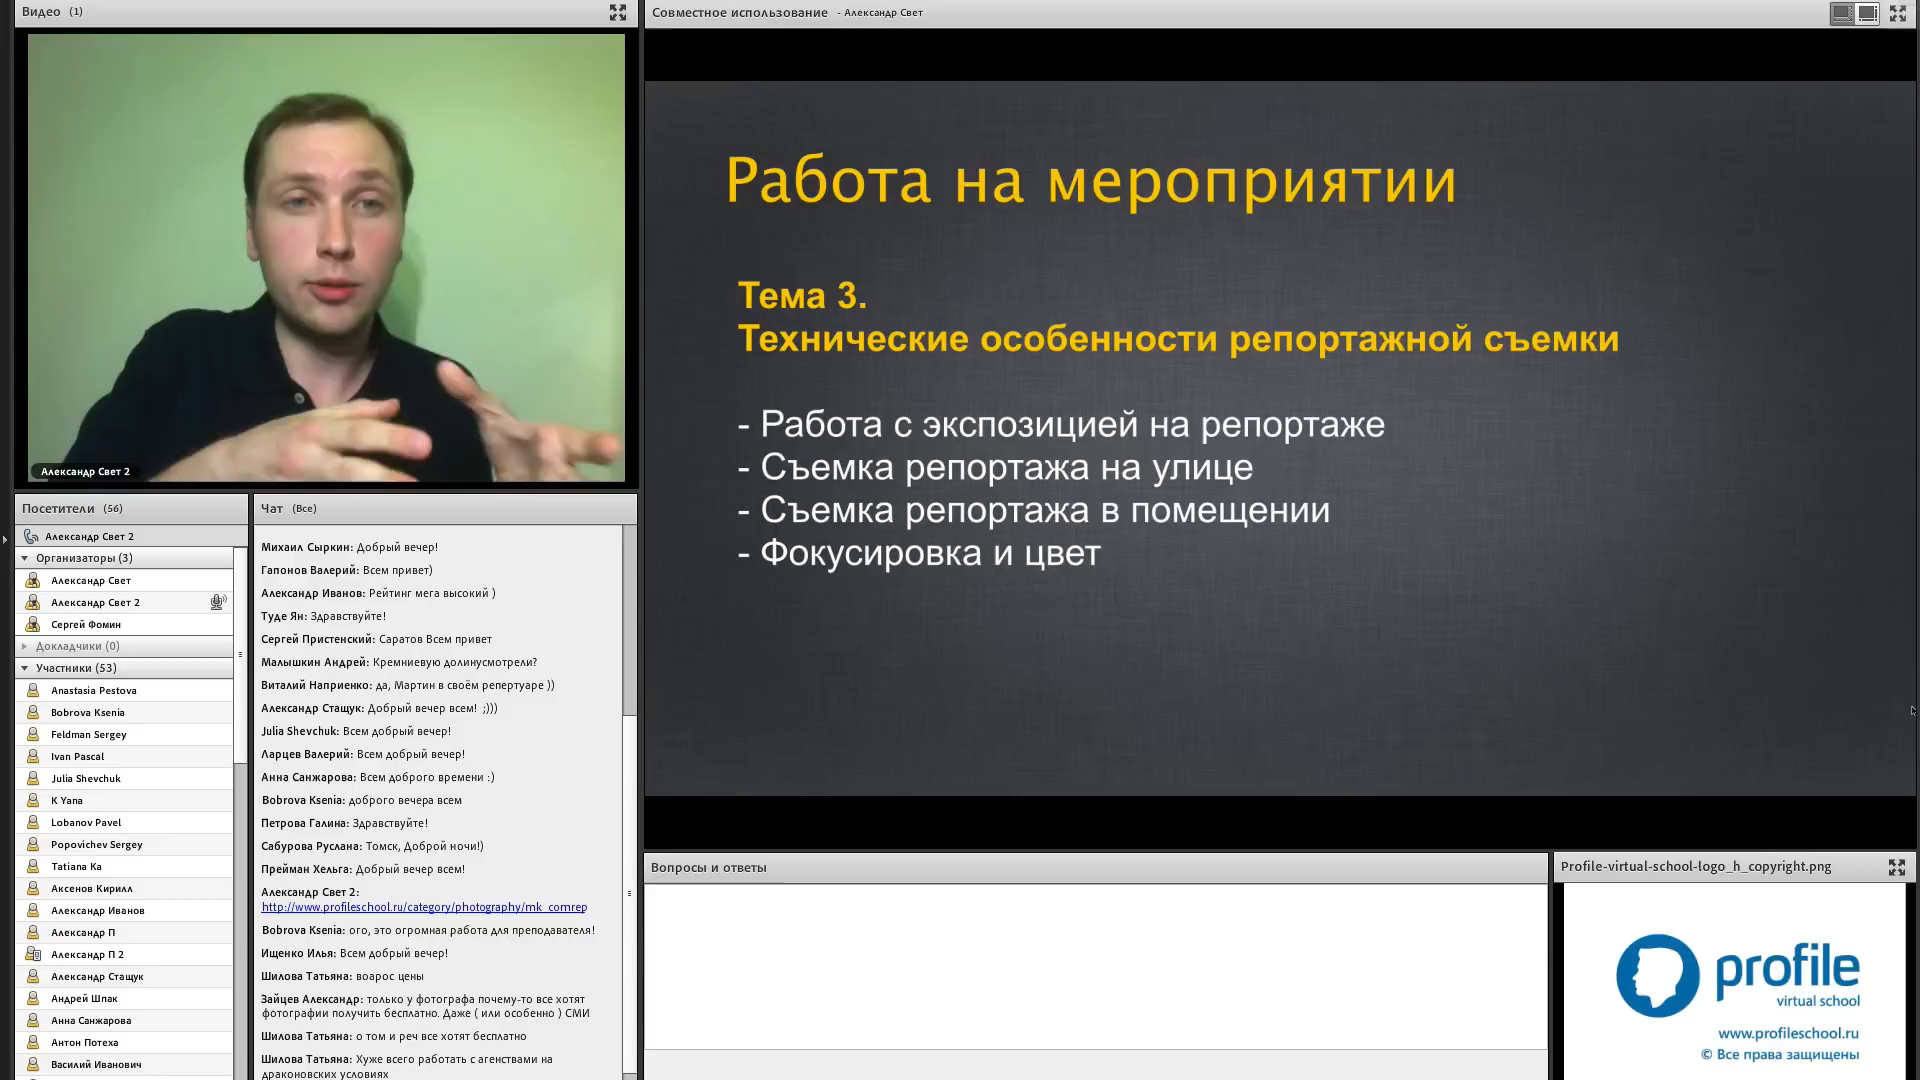 Видео (1)
Александр Свет 2
Посетители (56)
Александр Свет 2
Организаторы (3)
Александр Свет
Александр Свет 2
Сергей Фомин
Докладчики (0)
Участники (53)
Anastasia Pestova
Bobrova Ksenia
Feldman Sergey
Ivan Pascal
Julia Shevchuk
K Yana
Lobanov Pavel
Popovichev Sergey
Tatiana Ka
Аксенов Кирилл
Александр Иванов
Александр П
Александр П 2
Александр Стащук
Андрей Шпак
Анна Санжарова
Антон Потеха
Василий Иванович
Чат (Все)
Михаил Сыркин: Добрый вечер!
Гапонов Валерий: Всем привет)
Александр Иванов: Рейтинг мега высокий )
Туде Ян: Здравствуйте!
Сергей Пристенский: Саратов Всем привет
Малышкин Андрей: Кремниевую долинусмотрели?
Виталий Наприенко: да, Мартин в своём репертуаре ))
Александр Стащук: Добрый вечер всем! ;)))
Julia Shevchuk: Всем добрый вечер!
Ларцев Валерий: Всем добрый вечер!
Анна Санжарова: Всем доброго времени :)
Bobrova Ksenia: доброго вечера всем
Петрова Галина: Здравствуйте!
Сабурова Руслана: Томск, Доброй ночи!)
Прейман Хельга: Добрый вечер всем!
Александр Свет 2:
http://www.profileschool.ru/category/photography/mk_comrep
Bobrova Ksenia: ого, это огромная работа для преподавателя!
Ищенко Илья: Всем добрый вечер!
Шилова Татьяна: воарос цены
Зайцев Александр: только у фотографа почему-то все хотят
фотографии получить бесплатно. Даже ( или особенно ) СМИ
Шилова Татьяна: о том и реч все хотят бесплатно
Шилова Татьяна: Хуже всего работать с агенствами на
драконовских условиях
Совместное использование - Александр Свет
Работа на мероприятии
Тема 3.
Технические особенности репортажной съемки
- Работа с экспозицией на репортаже
- Съемка репортажа на улице
- Съемка репортажа в помещении
- Фокусировка и цвет
Вопросы и ответы
Profile-virtual-school-logo_h_copyright.png
profile
virtual school
www.profileschool.ru
© Все права защищены